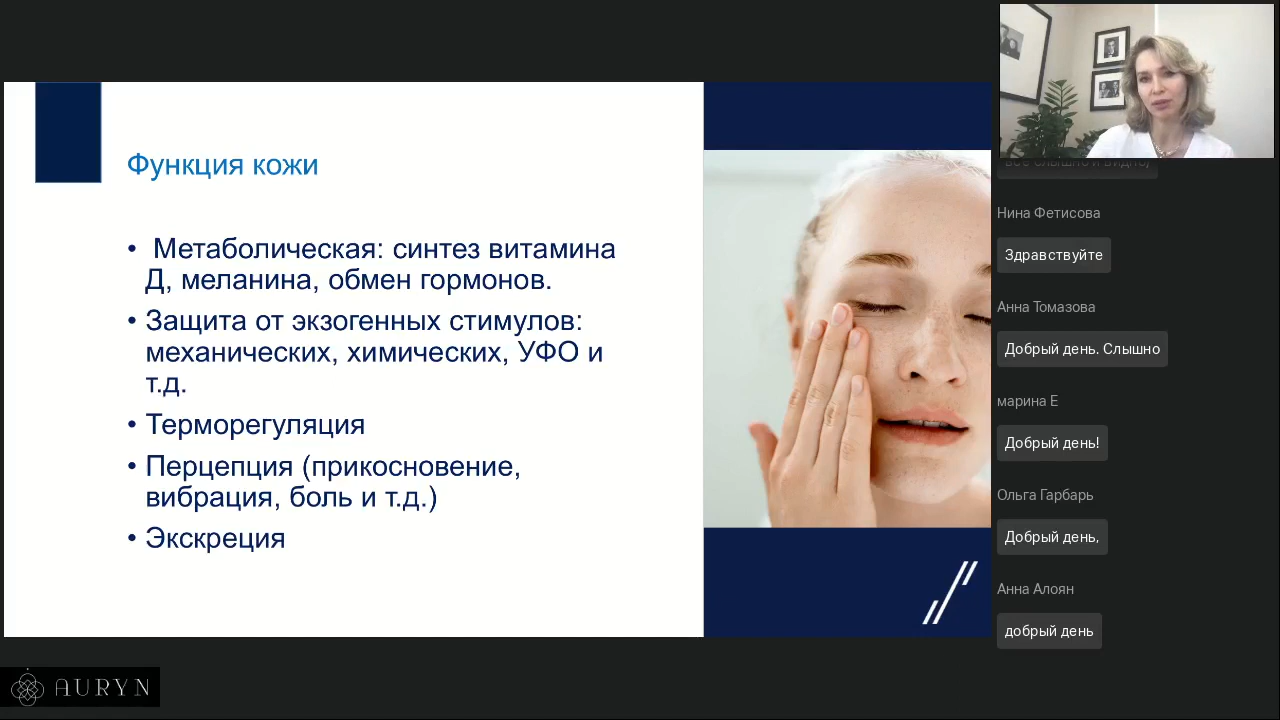 Функция кожи
• Метаболическая: синтез витамина
Д, меланина, обмен гормонов.
• Защита от экзогенных стимулов:
механических, химических, УФО и
т.д.
• Терморегуляция
• Перцепция (прикосновение,
вибрация, боль и т.д.)
• Экскреция
Нина Фетисова
Здравствуйте
Анна Томазова
Добрый день. Слышно
марина Е
Добрый день!
Ольга Гарбарь
Добрый день,
Анна Алоян
добрый день
AURYN